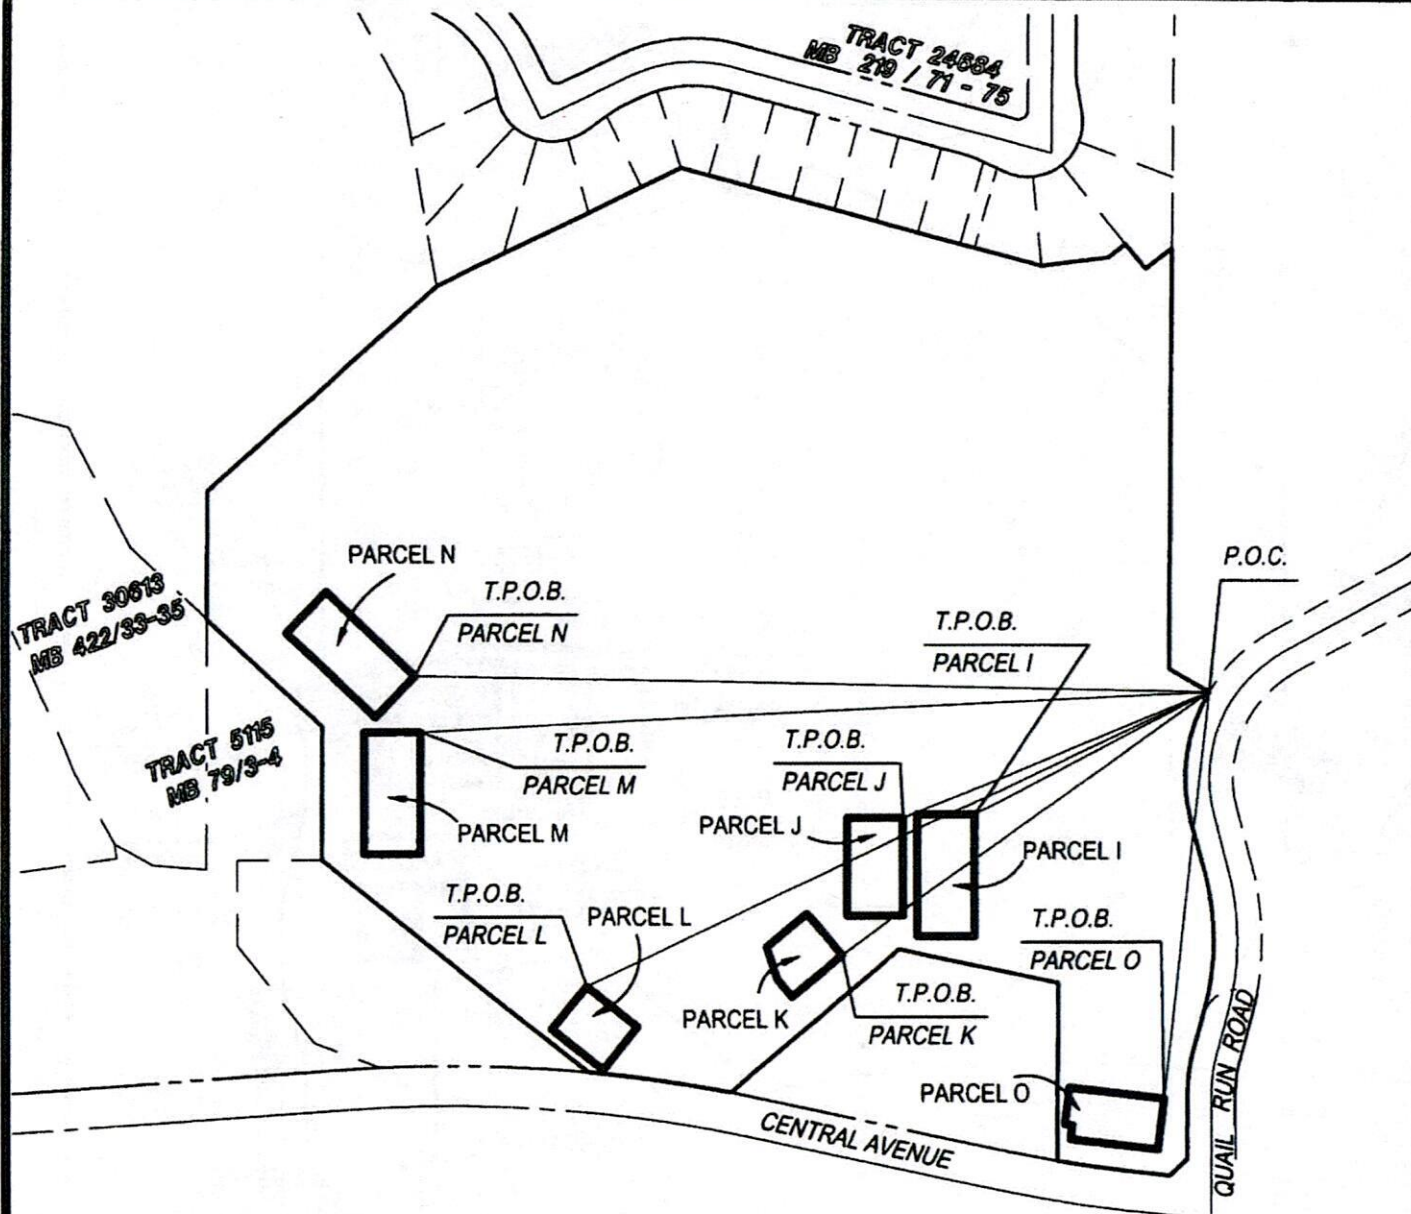 TRACT 24684
MB 219 / 71 - 75
PARCEL N
T.P.O.B.
PARCEL N
P.O.C.
TRACT 30613
MB 422/33-35
T.P.O.B.
PARCEL I
TRACT 5115
MB 79/3-4
T.P.O.B.
PARCEL M
T.P.O.B.
PARCEL J
PARCEL M
PARCEL J
PARCEL I
T.P.O.B.
PARCEL L
PARCEL L
T.P.O.B.
PARCEL O
PARCEL K
T.P.O.B.
PARCEL K
PARCEL O
CENTRAL AVENUE
QUAIL RUN ROAD